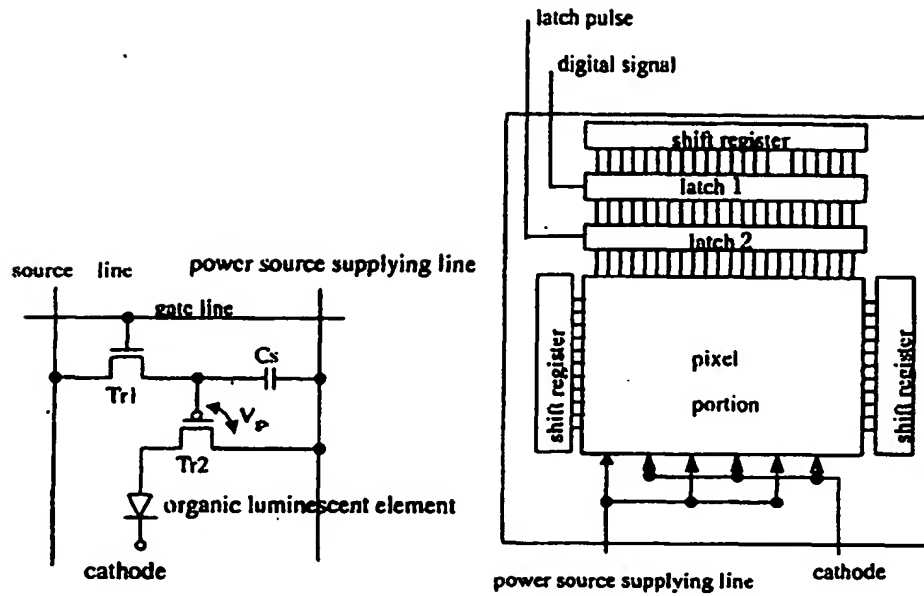 source line
power source supplying line
gate line
Cs
Tr1
Tr2
organic luminescent element
cathode
latch pulse
digital signal
shift register
latch 1
latch 2
shift register
pixel
portion
shift register
power source supplying line
cathode